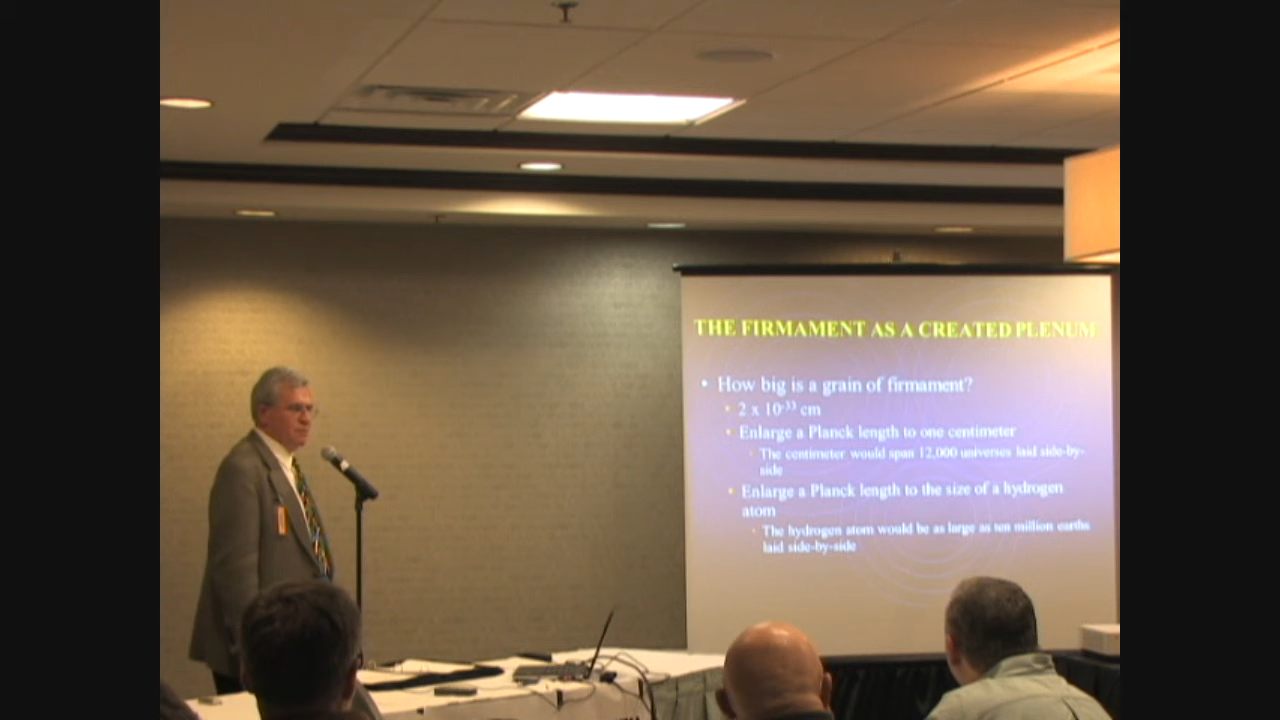 THE FIRMAMENT AS A CREATED PLENUM
• How big is a grain of firmament?
• 2 x 10⁻³³ cm
• Enlarge a Planck length to one centimeter
• The centimeter would span 12,000 universes laid side-by-
side
• Enlarge a Planck length to the size of a hydrogen
atom
• The hydrogen atom would be as large as ten million earths
laid side-by-side